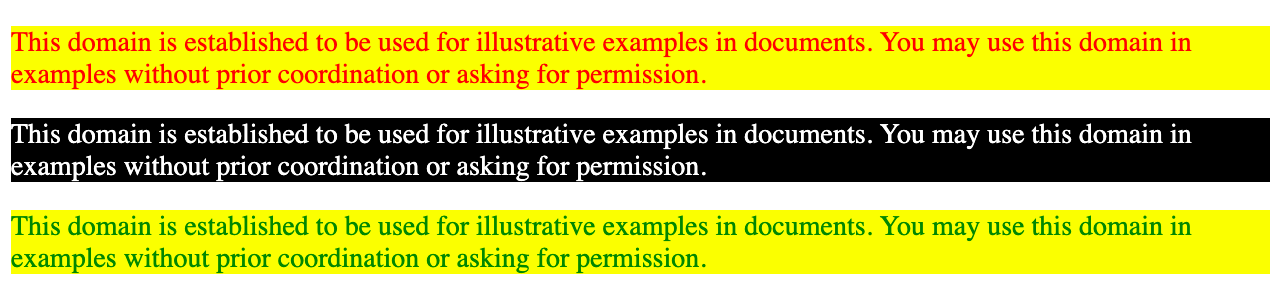 This domain is established to be used for illustrative examples in documents. You may use this domain in
examples without prior coordination or asking for permission.
This domain is established to be used for illustrative examples in documents. You may use this domain in
examples without prior coordination or asking for permission.
This domain is established to be used for illustrative examples in documents. You may use this domain in
examples without prior coordination or asking for permission.